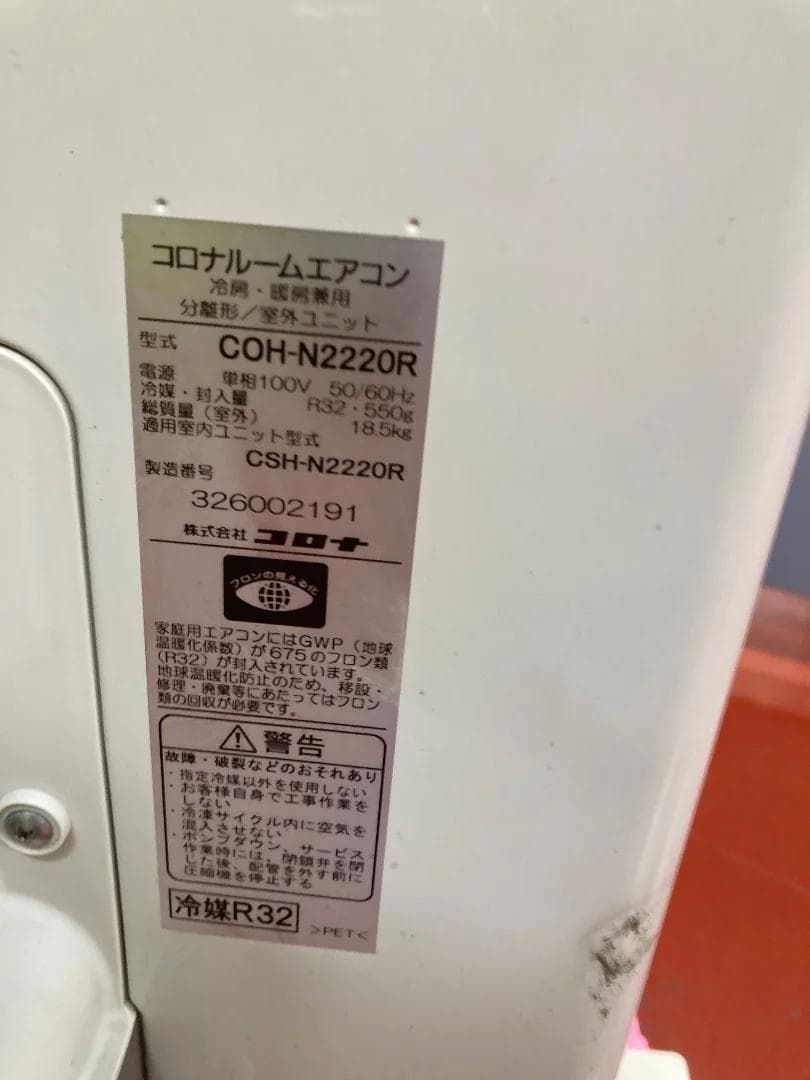 コロナルームエアコン
冷房・暖房兼用
分離形／室外ユニット
型式 COH-N2220R
電源 単相100V 50/60Hz
冷媒・封入量 R32・550g
総質量（室外） 18.5kg
適用室内ユニット型式
CSH-N2220R
製造番号
326002191
株式会社 コロナ
フロンの見える化
家庭用エアコンにはGWP（地球
温暖化係数）が675のフロン類
（R32）が封入されています。
地球温暖化防止のため、移設・
修理・廃棄等にあたってはフロン
類の回収が必要です。
警告
故障・破裂などのおそれあり
・指定冷媒以外を使用しない
・お客様自身で工事作業を
しない
・冷凍サイクル内に空気を
混入させない
・ポンプダウン、サービス
作業時には、閉鎖弁を閉
じた後、配管を外す前に
圧縮機を停止する
冷媒R32
>PET<